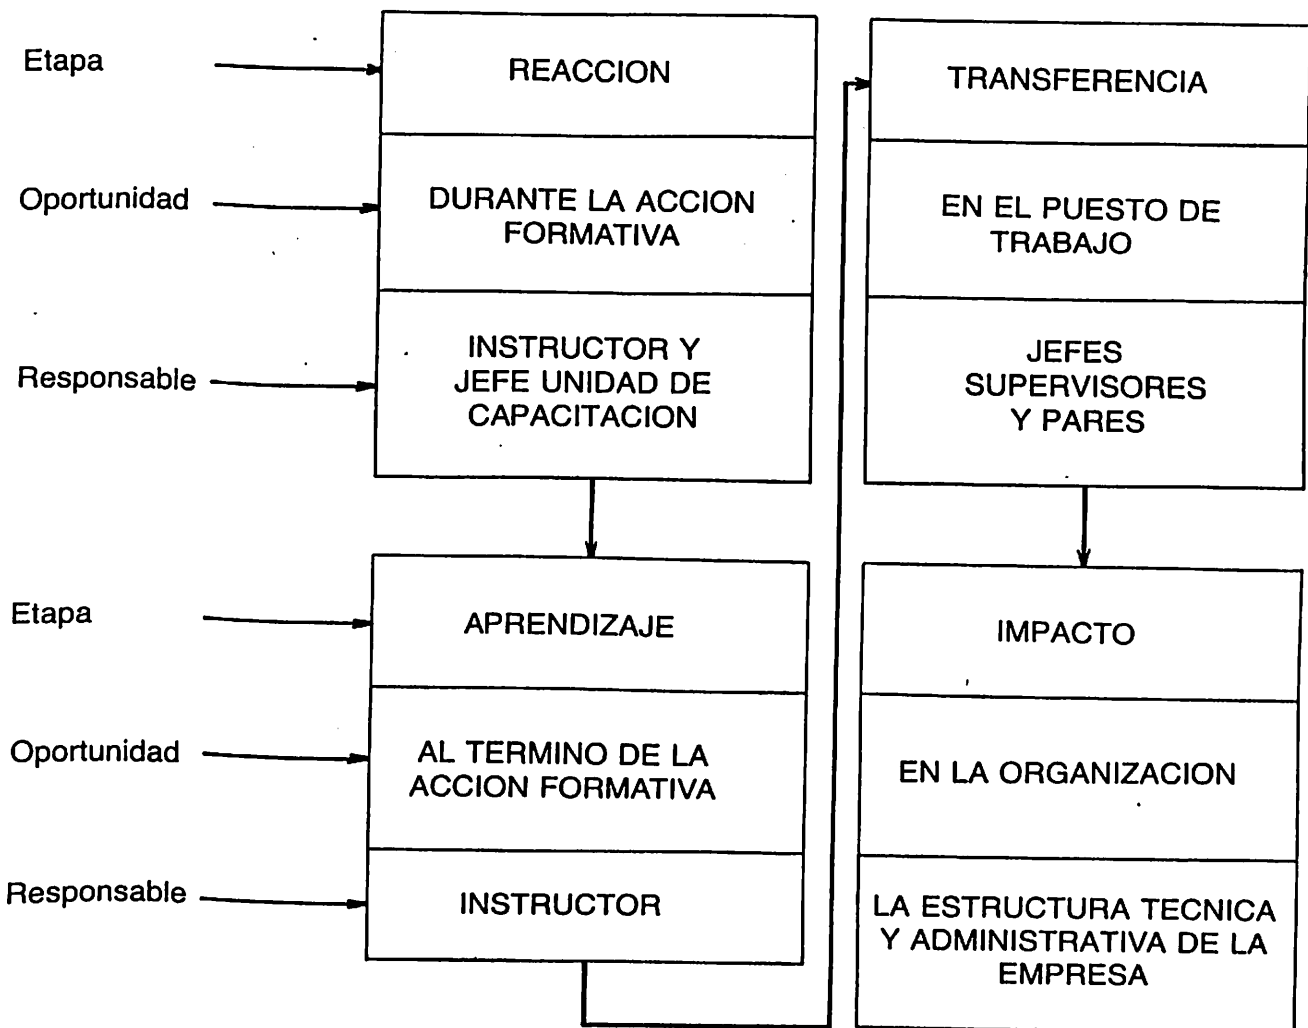 Etapa
REACCION
Oportunidad
DURANTE LA ACCION
FORMATIVA
Responsable
INSTRUCTOR Y
JEFE UNIDAD DE
CAPACITACION
Etapa
APRENDIZAJE
Oportunidad
AL TERMINO DE LA
ACCION FORMATIVA
Responsable
INSTRUCTOR
TRANSFERENCIA
EN EL PUESTO DE
TRABAJO
JEFES
SUPERVISORES
Y PARES
IMPACTO
EN LA ORGANIZACION
LA ESTRUCTURA TECNICA
Y ADMINISTRATIVA DE LA
EMPRESA